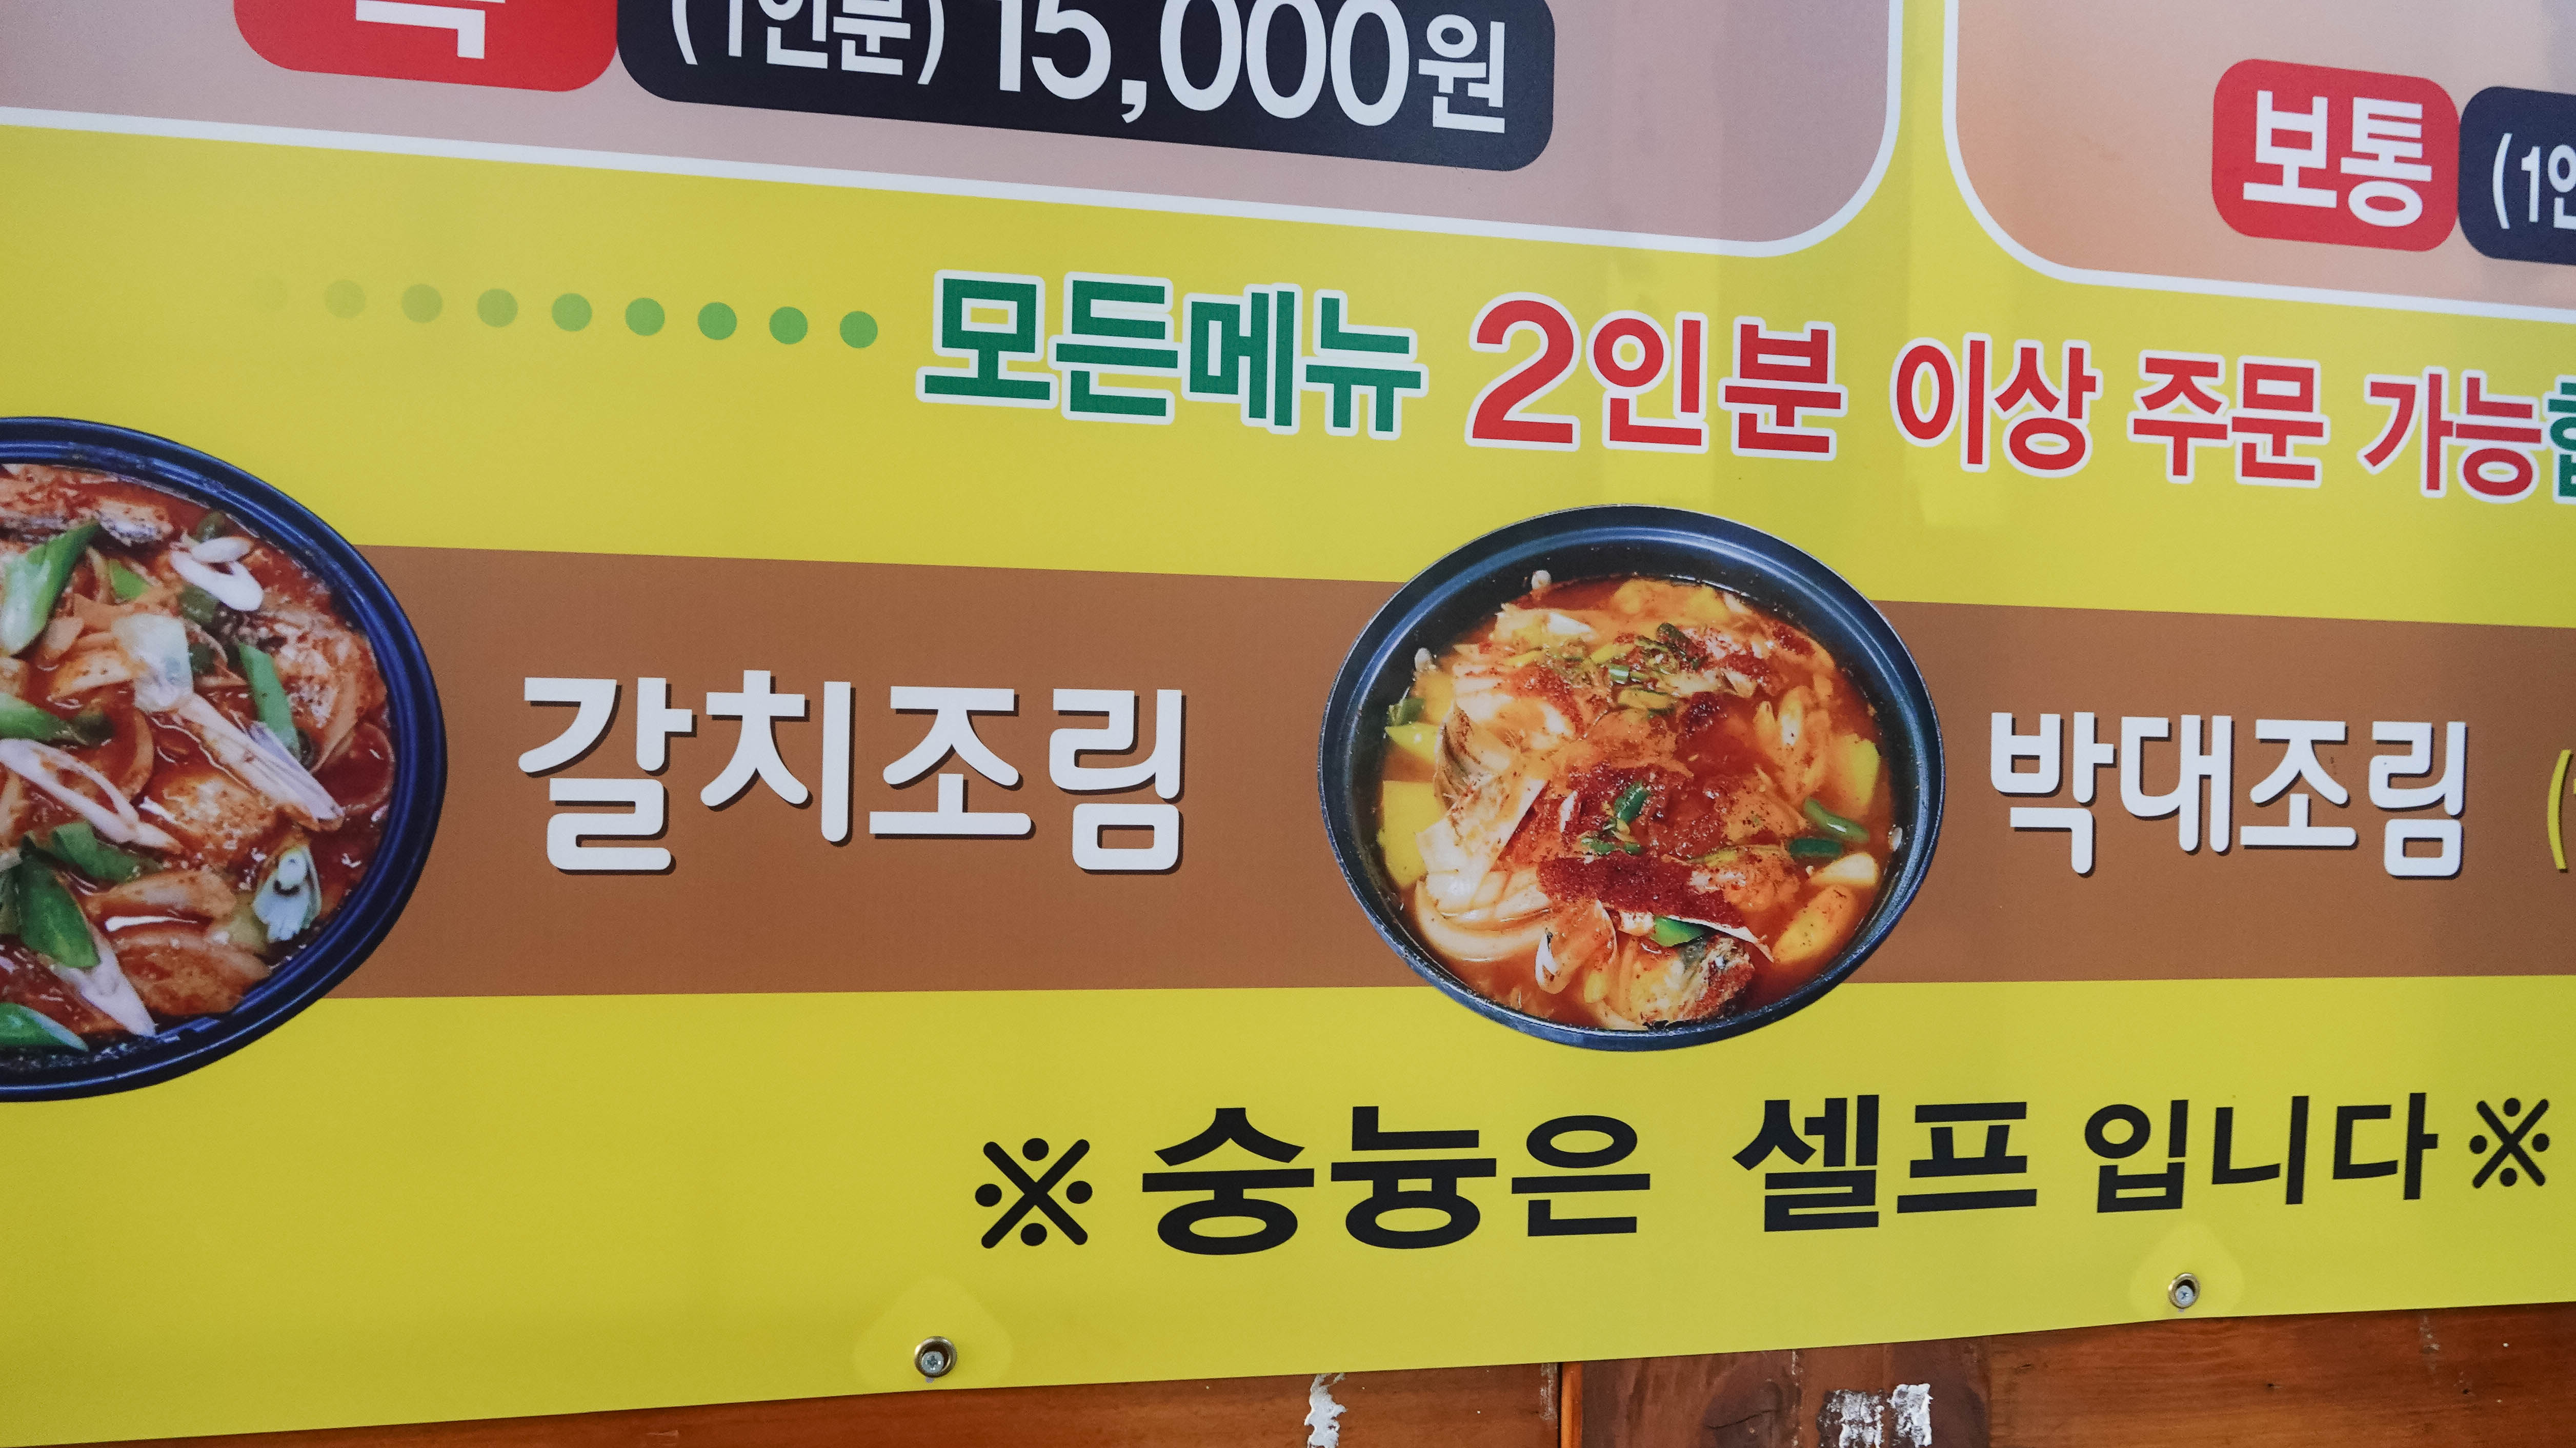 (1인분) 15,000원
보통
모든메뉴 2인분 이상 주문 가능합
갈치조림
박대조림
※ 숭늉은 셀프 입니다 ※